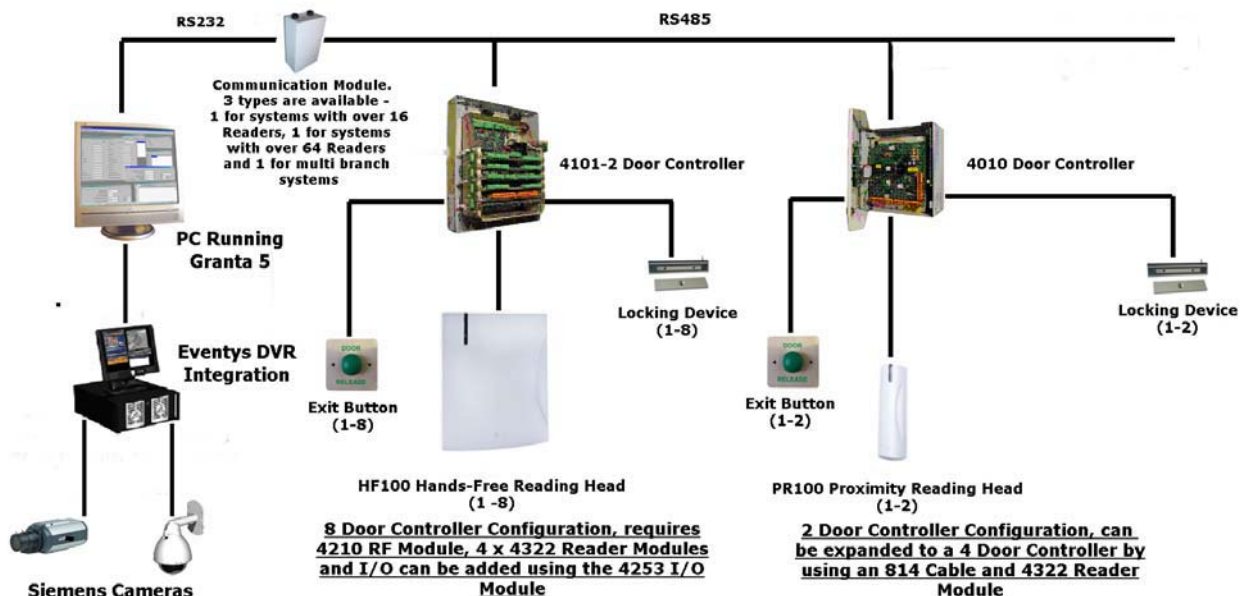 RS232
RS485
Communication Module.
3 types are available -
1 for systems with over 16
Readers, 1 for systems
with over 64 Readers
and 1 for multi branch
systems
4101-2 Door Controller
4010 Door Controller
PC Running
Granta 5
Locking Device
(1-8)
Locking Device
(1-2)
Eventys DVR
Integration
DOOR
RELEASE
Exit Button
(1-8)
DOOR
RELEASE
Exit Button
(1-2)
HF100 Hands-Free Reading Head
(1 -8)
PR100 Proximity Reading Head
(1-2)
8 Door Controller Configuration, requires
4210 RF Module, 4 x 4322 Reader Modules
and I/O can be added using the 4253 I/O
Module
2 Door Controller Configuration, can
be expanded to a 4 Door Controller by
using an 814 Cable and 4322 Reader
Module
Siemens Cameras